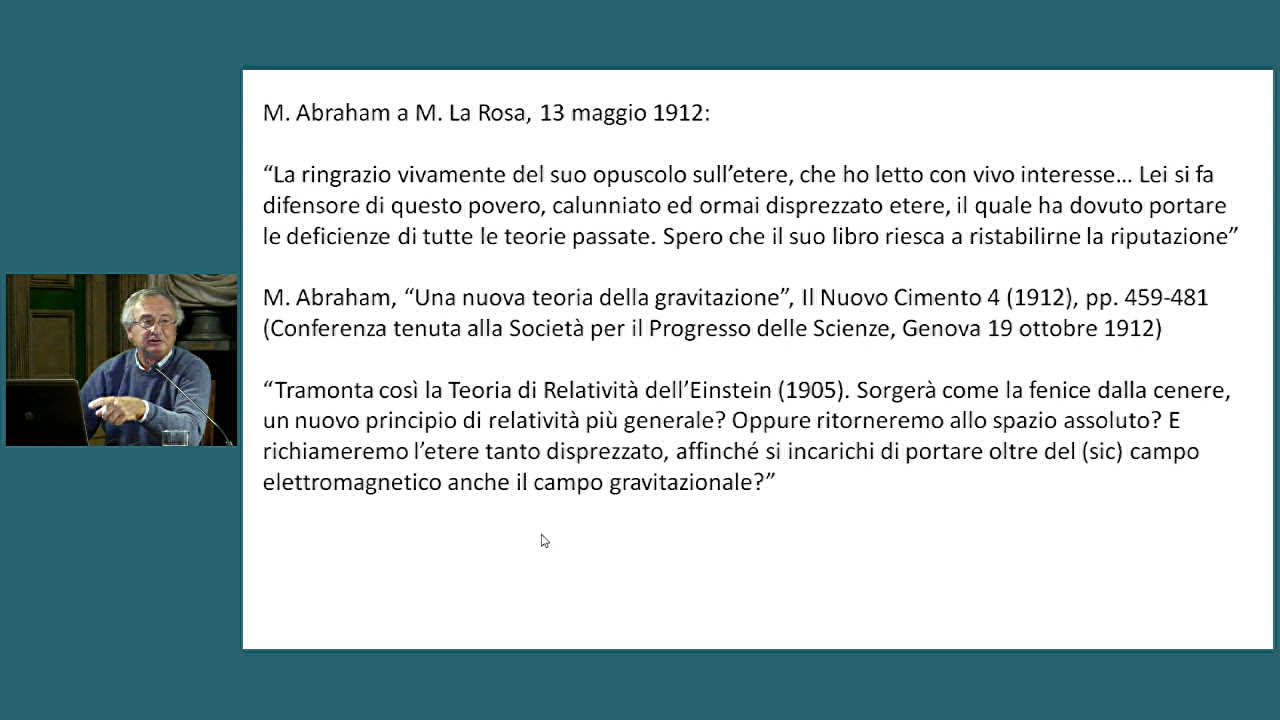 M. Abraham a M. La Rosa, 13 maggio 1912:
“La ringrazio vivamente del suo opuscolo sull’etere, che ho letto con vivo interesse… Lei si fa
difensore di questo povero, calunniato ed ormai disprezzato etere, il quale ha dovuto portare
le deficienze di tutte le teorie passate. Spero che il suo libro riesca a ristabilirne la riputazione”
M. Abraham, “Una nuova teoria della gravitazione”, Il Nuovo Cimento 4 (1912), pp. 459-481
(Conferenza tenuta alla Società per il Progresso delle Scienze, Genova 19 ottobre 1912)
“Tramonta così la Teoria di Relatività dell’Einstein (1905). Sorgerà come la fenice dalla cenere,
un nuovo principio di relatività più generale? Oppure ritorneremo allo spazio assoluto? E
richiameremo l’etere tanto disprezzato, affinché si incarichi di portare oltre del (sic) campo
elettromagnetico anche il campo gravitazionale?”